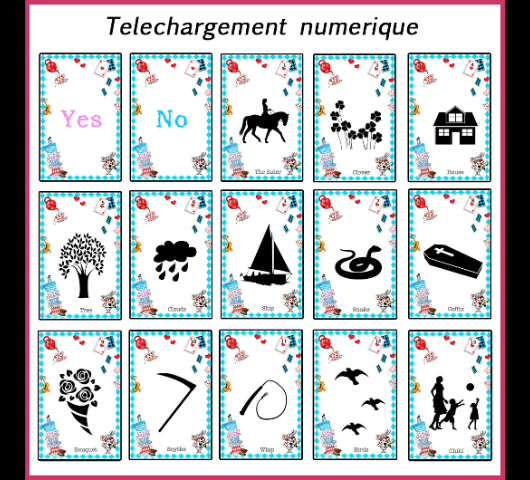 Telechargement numerique
Yes
No
The Rider
Clover
House
Tree
Clouds
Ship
Snake
Coffin
Bouquet
Scythe
Whip
Birds
Child